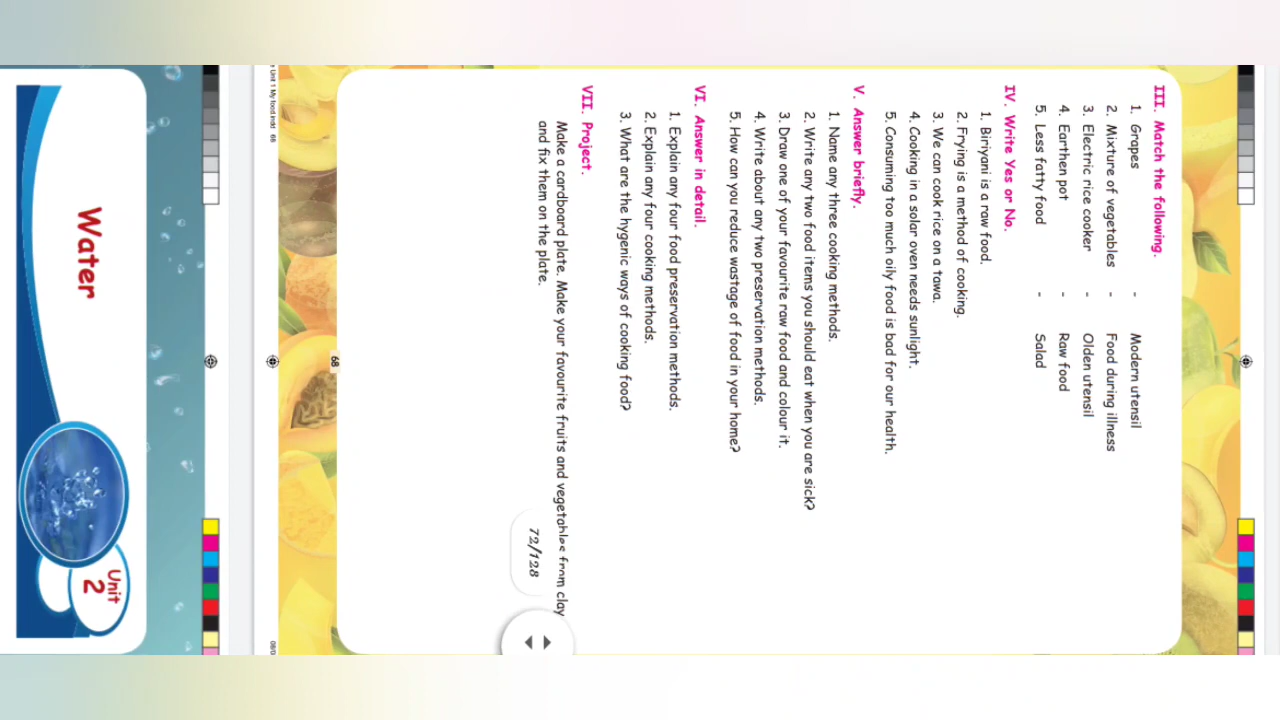 III. Match the following.
1. Grapes - Modern utensil
2. Mixture of vegetables - Food during illness
3. Electric rice cooker - Olden utensil
4. Earthen pot - Raw food
5. Less fatty food - Salad
IV. Write Yes or No.
1. Biriyani is a raw food.
2. Frying is a method of cooking.
3. We can cook rice on a tawa.
4. Cooking in a solar oven needs sunlight.
5. Consuming too much oily food is bad for our health.
V. Answer briefly.
1. Name any three cooking methods.
2. Write any two food items you should eat when you are sick?
3. Draw one of your favourite raw food and colour it.
4. Write about any two preservation methods.
5. How can you reduce wastage of food in your home?
VI. Answer in detail.
1. Explain any four food preservation methods.
2. Explain any four cooking methods.
3. What are the hygenic ways of cooking food?
VII. Project.
Make a cardboard plate. Make your favourite fruits and vegetables from clay
and fix them on the plate.
72/128
68
Unit 1 My food.indd 68
Water
Unit
2